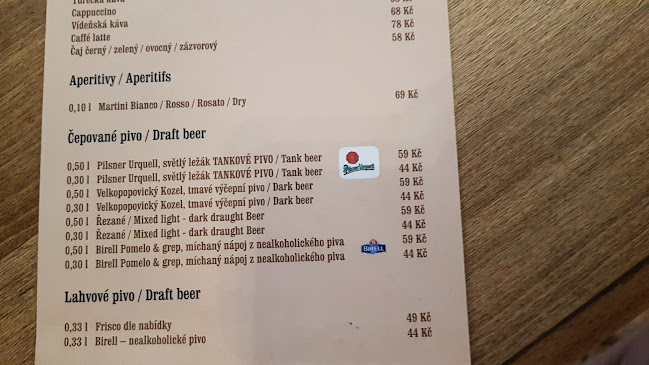 Turecká káva 58 Kč
Cappuccino 68 Kč
Vídeňská káva 78 Kč
Caffé latte 58 Kč
Čaj černý / zelený / ovocný / zázvorový
Aperitivy / Aperitifs
0,10 l Martini Bianco / Rosso / Rosato / Dry 69 Kč
Čepované pivo / Draft beer
0,50 l Pilsner Urquell, světlý ležák TANKOVÉ PIVO / Tank beer 59 Kč
0,30 l Pilsner Urquell, světlý ležák TANKOVÉ PIVO / Tank beer 44 Kč
Pilsner Urquell
0,50 l Velkopopovický Kozel, tmavé výčepní pivo / Dark beer 59 Kč
0,30 l Velkopopovický Kozel, tmavé výčepní pivo / Dark beer 44 Kč
0,50 l Řezané / Mixed light - dark draught Beer 59 Kč
0,30 l Řezané / Mixed light - dark draught Beer 44 Kč
0,50 l Birell Pomelo & grep, míchaný nápoj z nealkoholického piva 59 Kč
0,30 l Birell Pomelo & grep, míchaný nápoj z nealkoholického piva 44 Kč
BIRELL
Lahvové pivo / Draft beer
0,33 l Frisco dle nabídky 49 Kč
0,33 l Birell – nealkoholické pivo 44 Kč